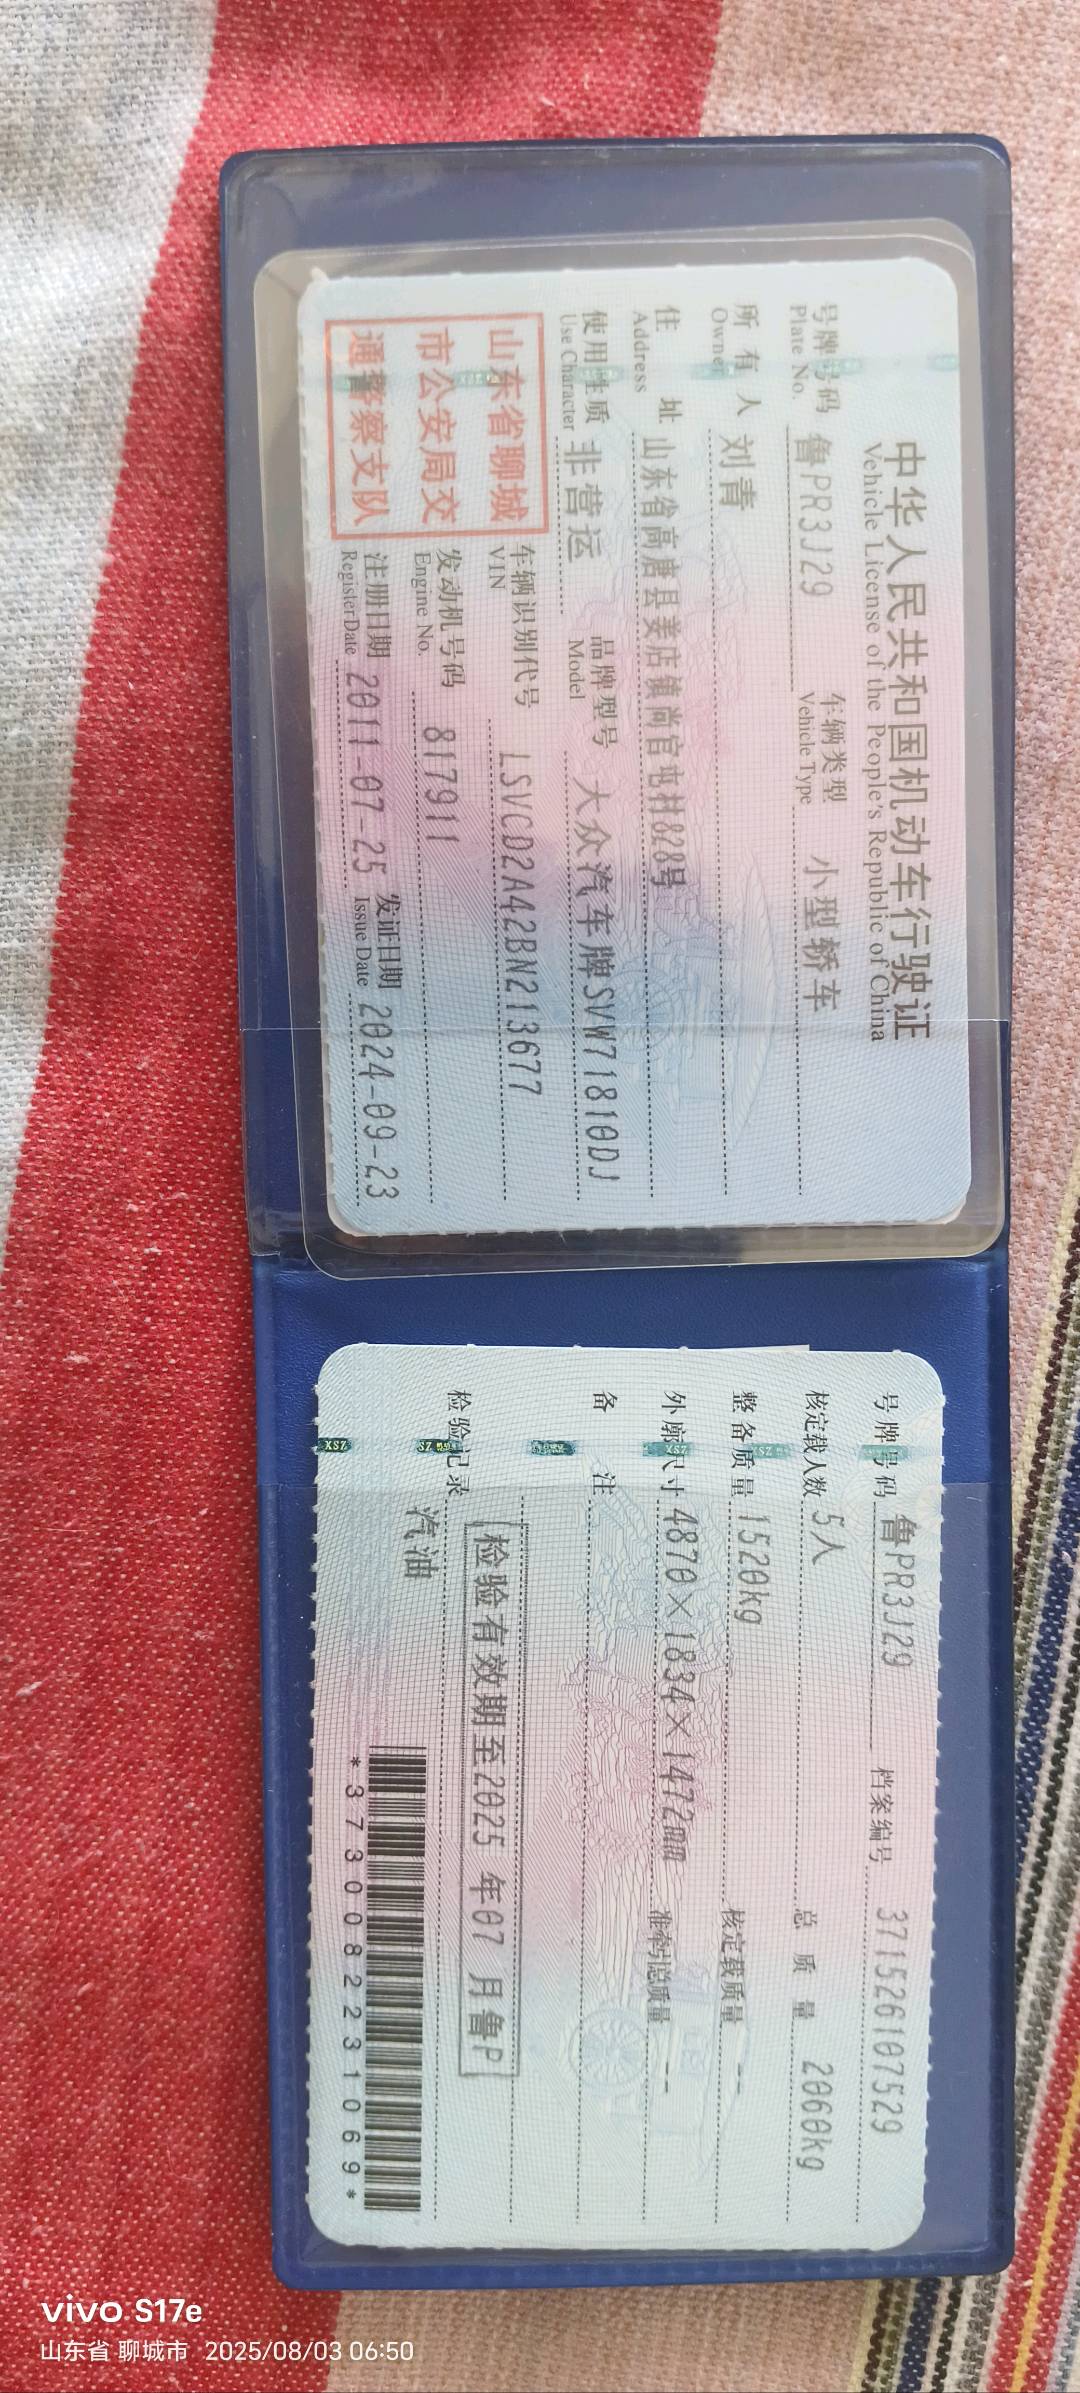 中华人民共和国机动车行驶证
Vehicle License of the People's Republic of China
号牌号码 鲁PR3J29 车辆类型 小型轿车
Plate No. Vehicle Type
所有人 刘青
Owner
住址 山东省高唐县姜店镇尚官屯村828号
Address
使用性质 非营运 品牌型号 大众汽车牌SVW71810DJ
Use Character Model
山东省聊城
市公安局交
通警察支队
车辆识别代号 LSVCD2A42BN213677
VIN
发动机号码 817911
Engine No.
注册日期 2011-07-25 发证日期 2024-09-23
Register Date Issue Date
号牌号码 鲁PR3J29 档案编号 371526107529
核定载人数 5人 总质量 2060kg
整备质量 1520kg 核定载质量 --
外廓尺寸 4870×1834×1472mm 准牵引总质量 --
备注
检验有效期至2025年07月鲁P
检验记录
汽油
*3730082231069*
vivo S17e
山东省 聊城市 2025/08/03 06:50